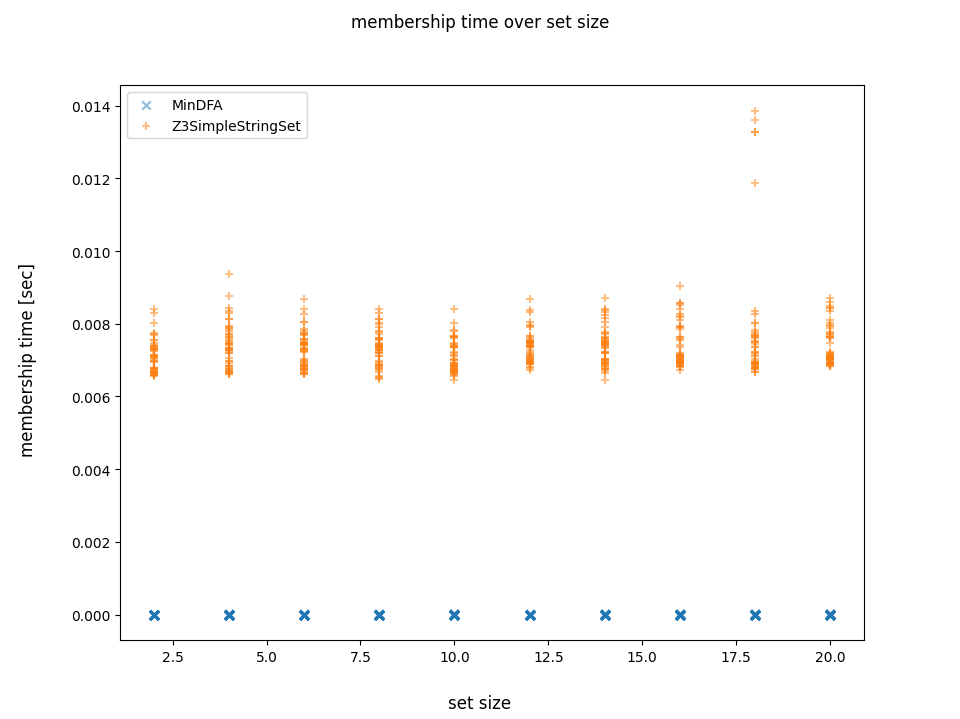 membership time over set size
MinDFA
Z3SimpleStringSet
membership time [sec]
0.014
0.012
0.010
0.008
0.006
0.004
0.002
0.000
2.5 5.0 7.5 10.0 12.5 15.0 17.5 20.0
set size